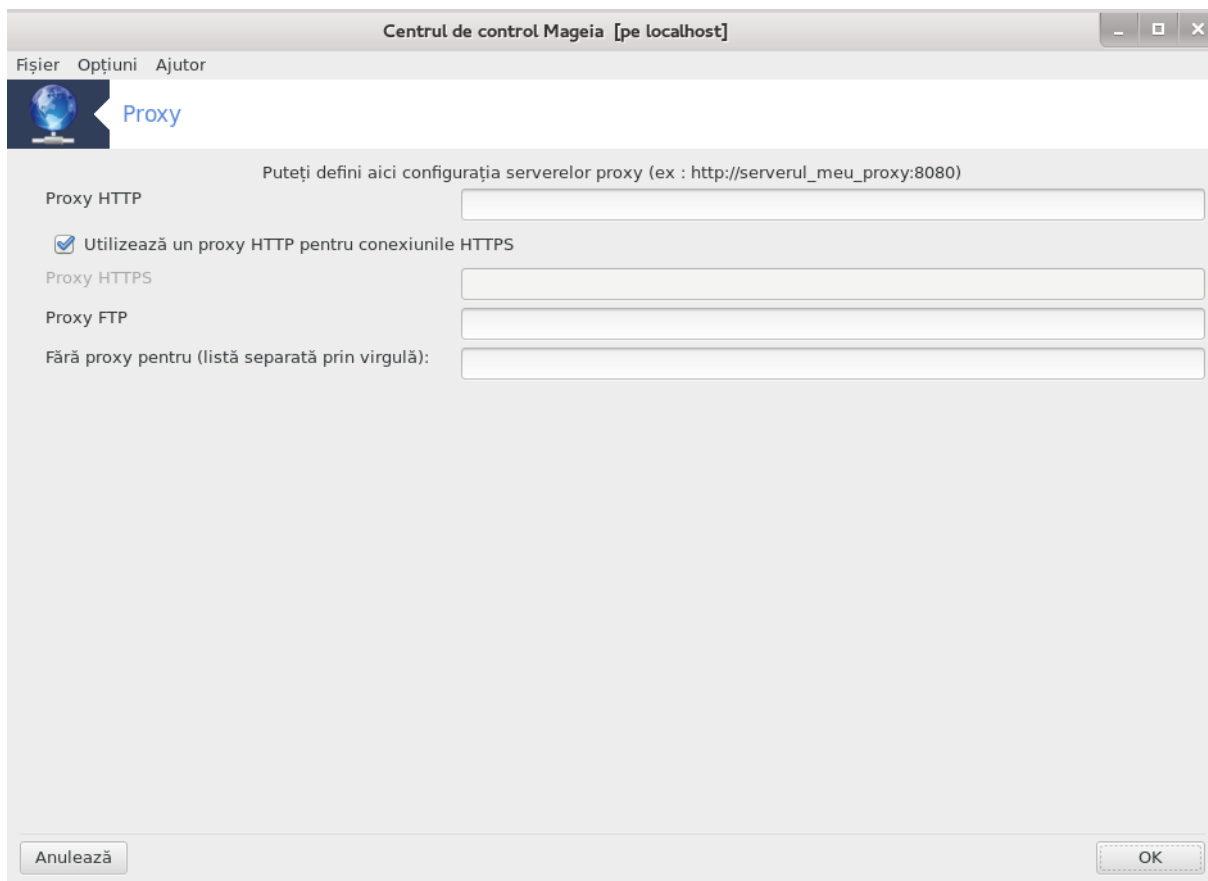 Centrul de control Mageia [pe localhost]
Fișier Opțiuni Ajutor
Proxy
Puteți defini aici configurația serverelor proxy (ex : http://serverul_meu_proxy:8080)
Proxy HTTP
Utilizează un proxy HTTP pentru conexiunile HTTPS
Proxy HTTPS
Proxy FTP
Fără proxy pentru (listă separată prin virgulă):
Anulează OK